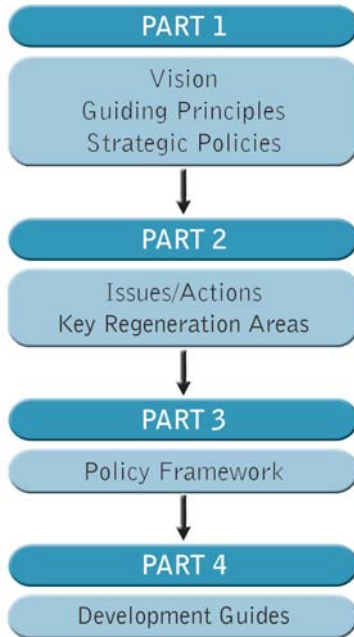 PART 1
Vision
Guiding Principles
Strategic Policies
PART 2
Issues/Actions
Key Regeneration Areas
PART 3
Policy Framework
PART 4
Development Guides